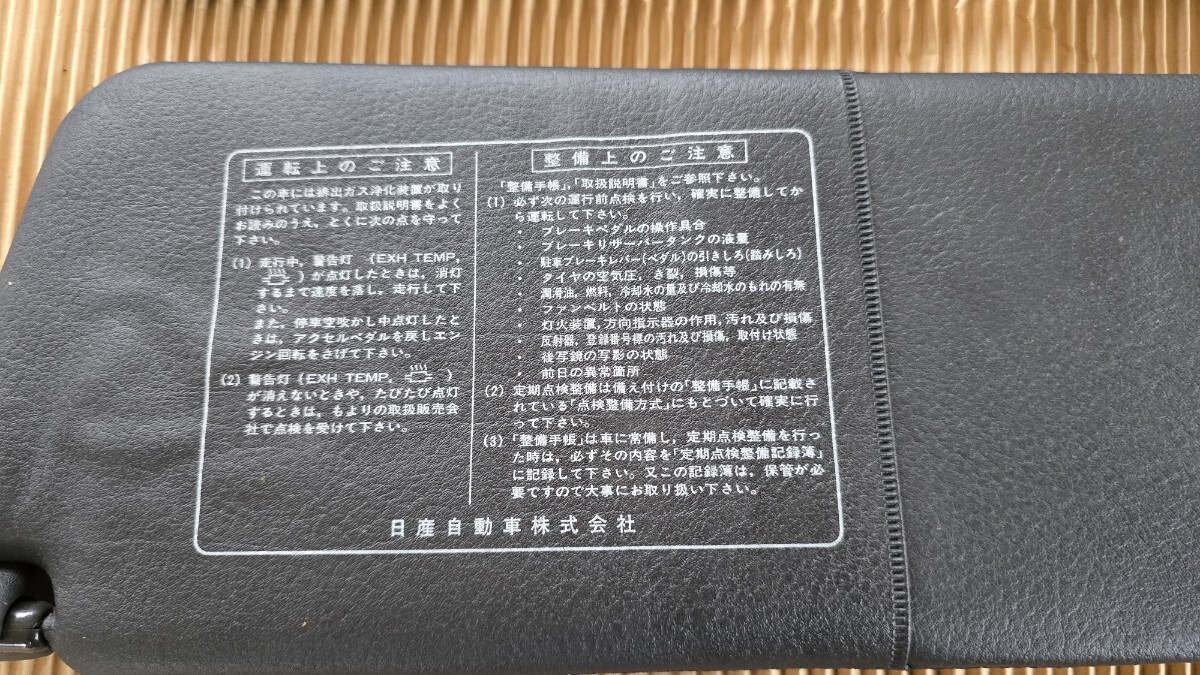 運転上のご注意
この車には排出ガス浄化装置が取り
付けられています。取扱説明書をよく
お読みのうえ，とくに次の点を守って
下さい。
(1) 走行中，警告灯 (EXH TEMP,
) が点灯したときは，消灯
するまで速度を落し，走行して下
さい。
また，停車空吹かし中点灯したと
きは，アクセルペダルを戻しエン
ジン回転をさげて下さい。
(2) 警告灯 (EXH TEMP, )
が消えないときや，たびたび点灯
するときは，もよりの取扱販売会
社で点検を受けて下さい。
整備上のご注意
「整備手帳」，「取扱説明書」をご参照下さい。
(1) 必ず次の運行前点検を行い，確実に整備してか
ら運転して下さい。
・ ブレーキペダルの操作具合
・ ブレーキリザーバータンクの液量
・ 駐車ブレーキレバー(ペダル)の引きしろ(踏みしろ)
・ タイヤの空気圧，き裂，損傷等
・ 潤滑油，燃料，冷却水の量及び冷却水のもれの有無
・ ファンベルトの状態
・ 灯火装置，方向指示器の作用，汚れ及び損傷
・ 反射器，登録番号標の汚れ及び損傷，取付け状態
・ 後写鏡の写影の状態
・ 前日の異常箇所
(2) 定期点検整備は備え付けの「整備手帳」に記載さ
れている「点検整備方式」にもとづいて確実に行
って下さい。
(3) 「整備手帳」は車に常備し，定期点検整備を行っ
た時は，必ずその内容を「定期点検整備記録簿」
に記録して下さい。又この記録簿は，保管が必
要ですので大事にお取り扱い下さい。
日産自動車株式会社